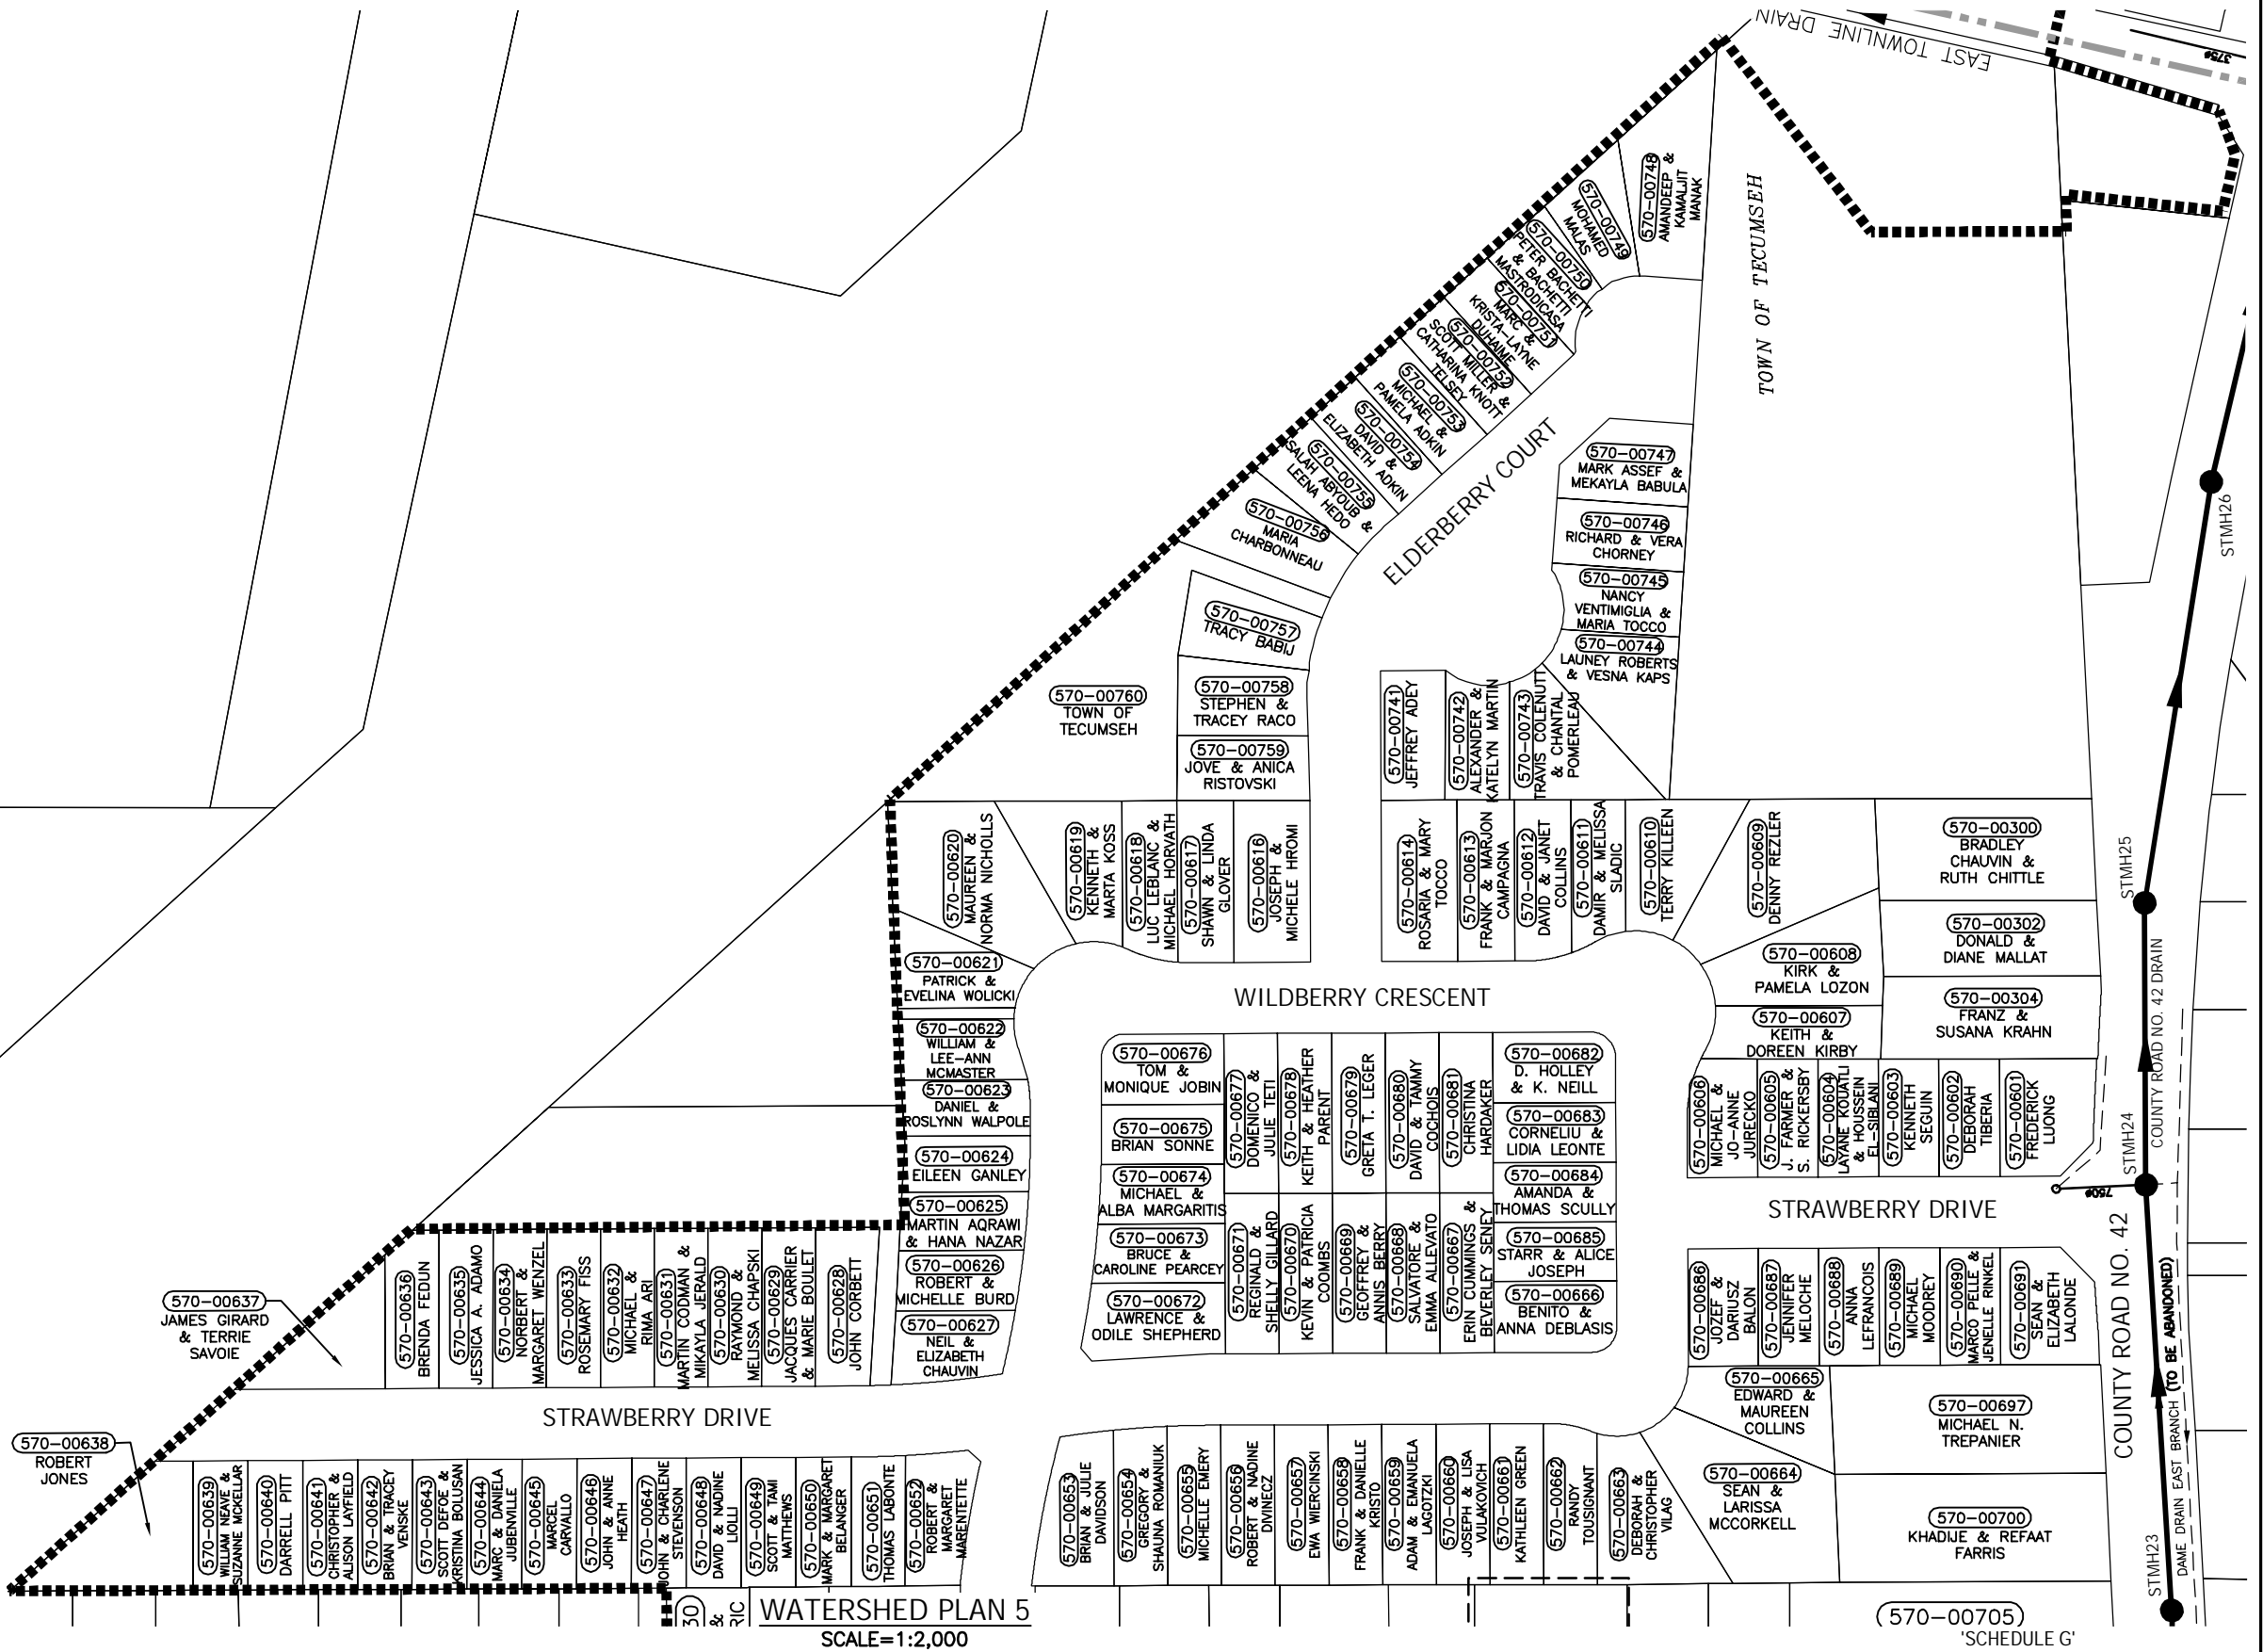 EAST TOWNLINE DRAIN
375ø
TOWN OF TECUMSEH
570-00748
AMANDEEP &
KAMALJIT
MANAK
570-00749
MOHAMED
MALAS
570-00750
PETER BACHETTI
& BACHETTI
MASTRODICASA
570-00751
MARC &
KRISTA-LAYNE
DUHAIME
570-00752
SCOTT MILLER &
CATHARINA KNOTT
TELSEY
570-00753
MICHAEL &
PAMELA ADKIN
570-00754
DAVID &
ELIZABETH ADKIN
570-00755
SALAH ABYOUB &
LEENA HEDO
570-00756
MARIA
CHARBONNEAU
570-00757
TRACY BABIJ
570-00758
STEPHEN &
TRACEY RACO
570-00759
JOVE & ANICA
RISTOVSKI
570-00760
TOWN OF
TECUMSEH
ELDERBERRY COURT
570-00747
MARK ASSEF &
MEKAYLA BABULA
570-00746
RICHARD & VERA
CHORNEY
570-00745
NANCY
VENTIMIGLIA &
MARIA TOCCO
570-00744
LAUNEY ROBERTS
& VESNA KAPS
570-00741
JEFFREY ADEY
570-00742
ALEXANDER &
KATELYN MARTIN
570-00743
TRAVIS COLENUTT
& CHANTAL
POMERLEAU
STMH26
570-00620
MAUREEN &
NORMA NICHOLLS
570-00619
KENNETH &
MARTA KOSS
570-00618
LUC LEBLANC &
MICHAEL HORVATH
570-00617
SHAWN & LINDA
GLOVER
570-00616
JOSEPH &
MICHELE HROMI
570-00614
ROSARIA & MARY
TOCCO
570-00613
FRANK & MARJON
CAMPAGNA
570-00612
DAVID & JANET
COLLINS
570-00611
DAMIR & MELISSA
SLADIC
570-00610
TERRY KILLEEN
570-00609
DENNY REZLER
570-00300
BRADLEY
CHAUVIN &
RUTH CHITTLE
570-00302
DONALD &
DIANE MALLAT
570-00304
FRANZ &
SUSANA KRAHN
570-00608
KIRK &
PAMELA LOZON
570-00607
KEITH &
DOREEN KIRBY
STMH25
COUNTY ROAD NO. 42 DRAIN
WILDBERRY CRESCENT
570-00621
PATRICK &
EVELINA WOLICKI
570-00622
WILLIAM &
LEE-ANN
MCMASTER
570-00623
DANIEL &
ROSLYNN WALPOLE
570-00624
EILEEN GANLEY
570-00625
MARTIN AQRAWI
& HANA NAZAR
570-00626
ROBERT &
MICHELLE BURD
570-00627
NEIL &
ELIZABETH
CHAUVIN
570-00676
TOM &
MONIQUE JOBIN
570-00675
BRIAN SONNE
570-00674
MICHAEL &
ALBA MARGARITIS
570-00673
BRUCE &
CAROLINE PEARCEY
570-00672
LAWRENCE &
ODILE SHEPHERD
570-00677
DOMENICO &
JULIE TETI
570-00678
KEITH & HEATHER
PARENT
570-00679
GRETA T. LEGER
570-00680
DAVID & TAMMY
COCHOIS
570-00681
CHRISTINA
HARDAKER
570-00682
D. HOLLEY
& K. NEILL
570-00683
CORNELIU &
LIDIA LEONTE
570-00684
AMANDA &
THOMAS SCULLY
570-00685
STARR & ALICE
JOSEPH
570-00666
BENITO &
ANNA DEBLASIS
570-00671
REGINALD &
SHELLY GILLARD
570-00670
KEVIN & PATRICIA
COOMBS
570-00669
GEOFFREY &
ANNIS BERRY
570-00668
SALVATORE &
EMMA ALLEVATO
570-00667
ERIN CUMMINGS &
BEVERLEY SENEY
570-00606
MICHAEL &
JO-ANNE
JURECKO
570-00605
J. FARMER &
S. RICKERSBY
570-00604
LAYANE KOUATLI
& HOUSSEIN
EL-SIBLANI
570-00603
KENNETH
SEGUIN
570-00602
DEBORAH
TIBERIA
570-00601
FREDERICK
LUONG
STMH24
750ø
STRAWBERRY DRIVE
COUNTY ROAD NO. 42
570-00686
JOZEF &
DARIUSZ
BALON
570-00687
JENNIFER
MELOCHE
570-00688
ANNA
LEFRANCOIS
570-00689
MICHAEL
MOODREY
570-00690
MARCO PELLE &
JENELLE RINKEL
570-00691
SEAN &
ELIZABETH
LALONDE
570-00665
EDWARD &
MAUREEN
COLLINS
570-00697
MICHAEL N.
TREPANIER
570-00664
SEAN &
LARISSA
MCCORKELL
570-00700
KHADIJE & REFAAT
FARRIS
DAME DRAIN EAST BRANCH (TO BE ABANDONED)
STMH23
570-00637
JAMES GIRARD
& TERRIE
SAVOIE
570-00636
BRENDA FEDUN
570-00635
JESSICA A. ADAMO
570-00634
NORBERT &
MARGARET WENZEL
570-00633
ROSEMARY FISS
570-00632
MICHAEL &
RIMA ARI
570-00631
MARTIN CODMAN &
MIKAYLA JERALD
570-00630
RAYMOND &
MELISSA CHAPSKI
570-00629
JACQUES CARRIER
& MARIE BOULET
570-00628
JOHN CORBETT
STRAWBERRY DRIVE
570-00638
ROBERT
JONES
570-00639
WILLIAM NEAVE &
SUZANNE MCKELLAR
570-00640
DARRELL PITT
570-00641
CHRISTOPHER &
ALISON LAYFIELD
570-00642
BRIAN & TRACEY
VENSKE
570-00643
SCOTT DEFOE &
KRISTINA BOLUSAN
570-00644
MARC & DANIELA
JUBENVILLE
570-00645
MARCEL
CARVALLO
570-00646
JOHN & ANNE
HEATH
570-00647
JOHN & CHARLENE
STEVENSON
570-00648
DAVID & NADINE
LIOLLI
570-00649
SCOTT & TAMI
MATTHEWS
570-00650
MARK & MARGARET
BELANGER
570-00651
THOMAS LABONTE
570-00652
ROBERT &
MARGARET
MARENTETTE
570-00653
BRIAN & JULIE
DAVIDSON
570-00654
GREGORY &
SHAUNA ROMANIUK
570-00655
MICHELLE EMERY
570-00656
ROBERT & NADINE
DIVINECZ
570-00657
EWA WIERCINSKI
570-00658
FRANK & DANIELLE
KRISTO
570-00659
ADAM & EMANUELA
LAGOTZKI
570-00660
JOSEPH & LISA
VULAKOVICH
570-00661
KATHLEEN GREEN
570-00662
RANDY
TOUSIGNANT
570-00663
DEBORAH &
CHRISTOPHER
VILAG
30
&
RIC
WATERSHED PLAN 5
SCALE=1:2,000
570-00705
'SCHEDULE G'